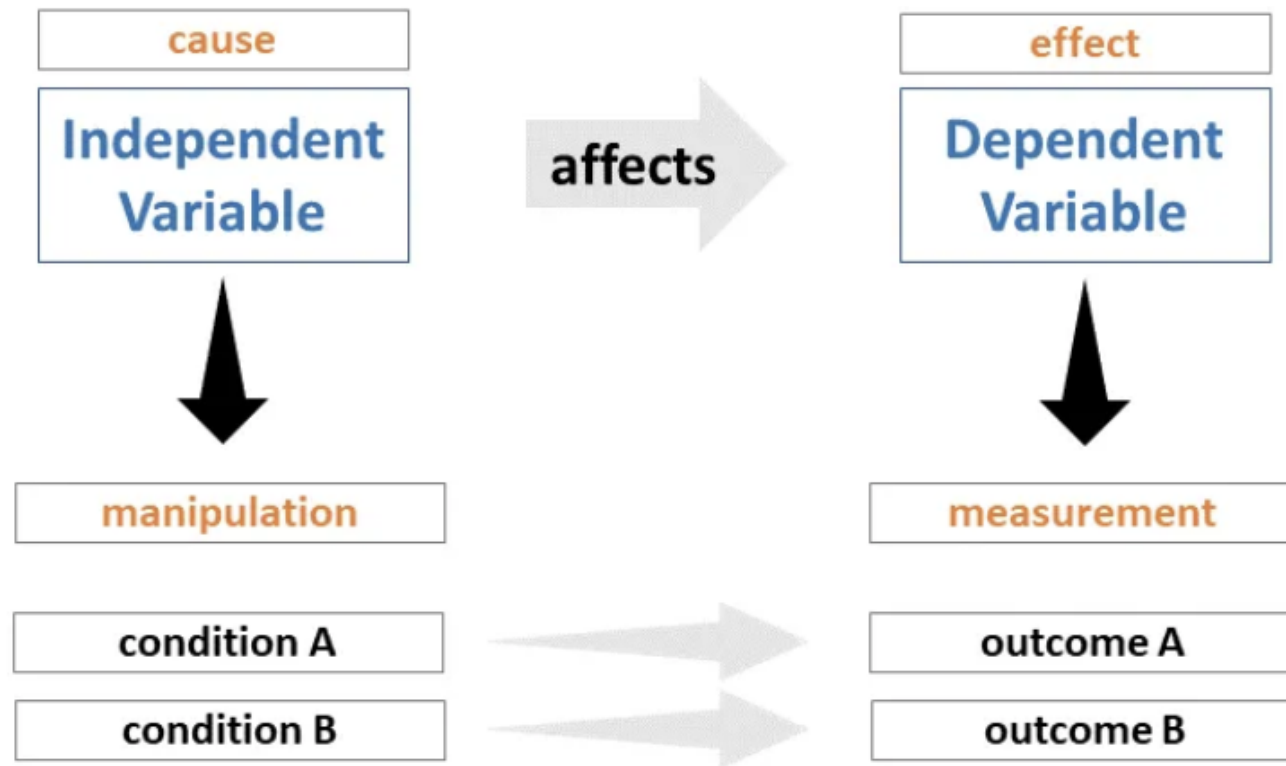 cause
effect
Independent
Variable
affects
Dependent
Variable
manipulation
measurement
condition A
outcome A
condition B
outcome B